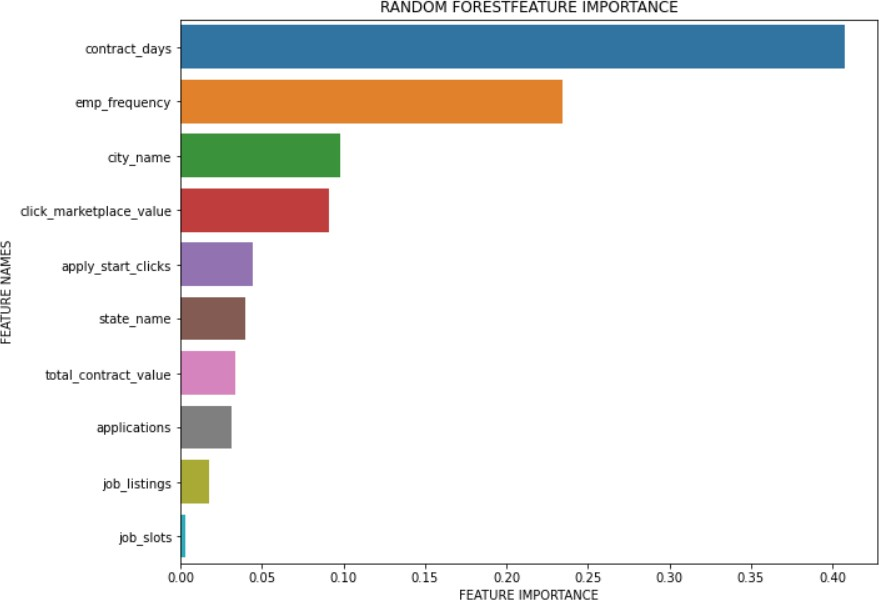 RANDOM FORESTFEATURE IMPORTANCE
contract_days
emp_frequency
city_name
click_marketplace_value
apply_start_clicks
state_name
total_contract_value
applications
job_listings
job_slots
FEATURE NAMES
0.00 0.05 0.10 0.15 0.20 0.25 0.30 0.35 0.40
FEATURE IMPORTANCE